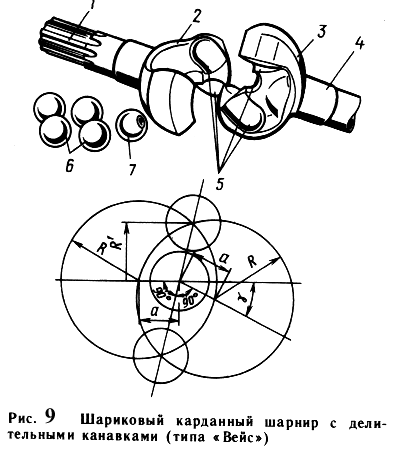 1
2
3
4
6
7
5
R
R'
a
R
90°
90°
γ
a
Рис. 9 Шариковый карданный шарнир с дели-
тельными канавками (типа «Вейс»)